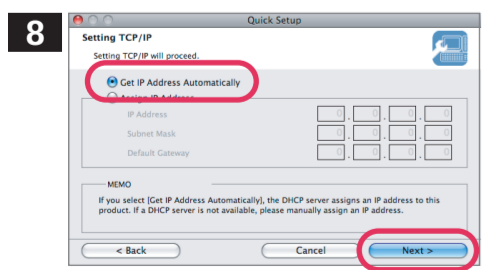 8
Quick Setup
Setting TCP/IP
Setting TCP/IP will proceed.
Get IP Address Automatically
Assign IP Address
IP Address 0 . 0 . 0 . 0
Subnet Mask 0 . 0 . 0 . 0
Default Gateway 0 . 0 . 0 . 0
MEMO
If you select [Get IP Address Automatically], the DHCP server assigns an IP address to this
product. If a DHCP server is not available, please manually assign an IP address.
< Back Cancel Next >